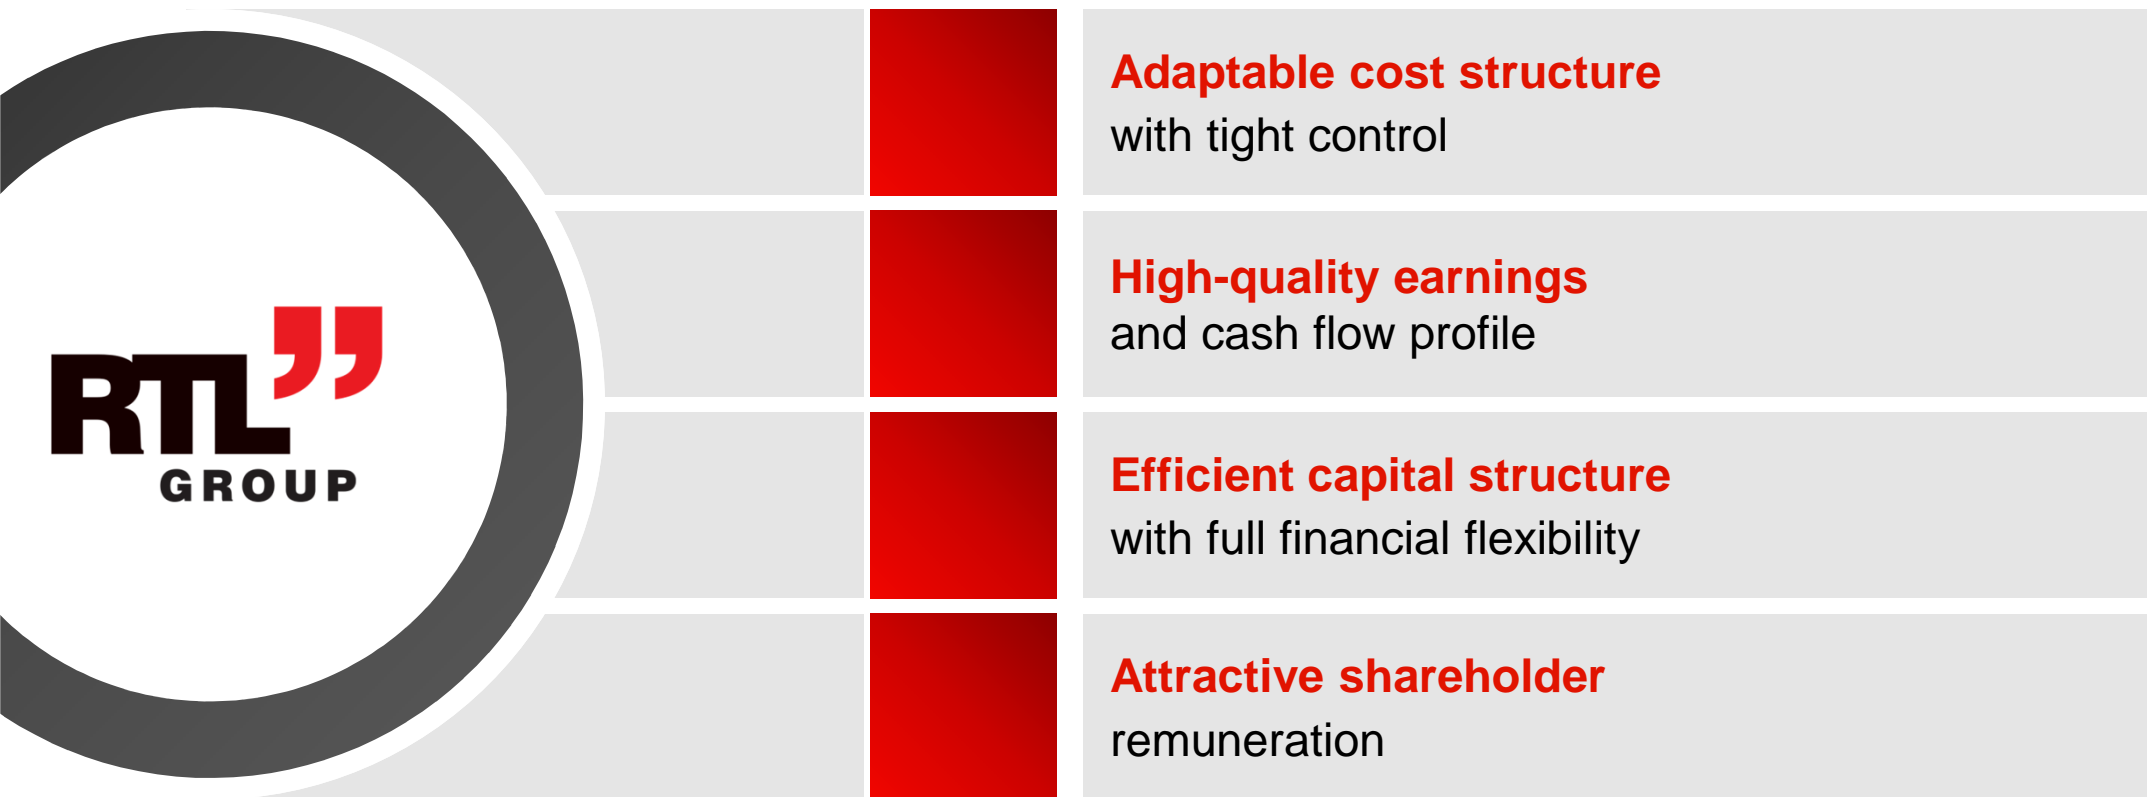 RTL
GROUP
Adaptable cost structure
with tight control
High-quality earnings
and cash flow profile
Efficient capital structure
with full financial flexibility
Attractive shareholder
remuneration